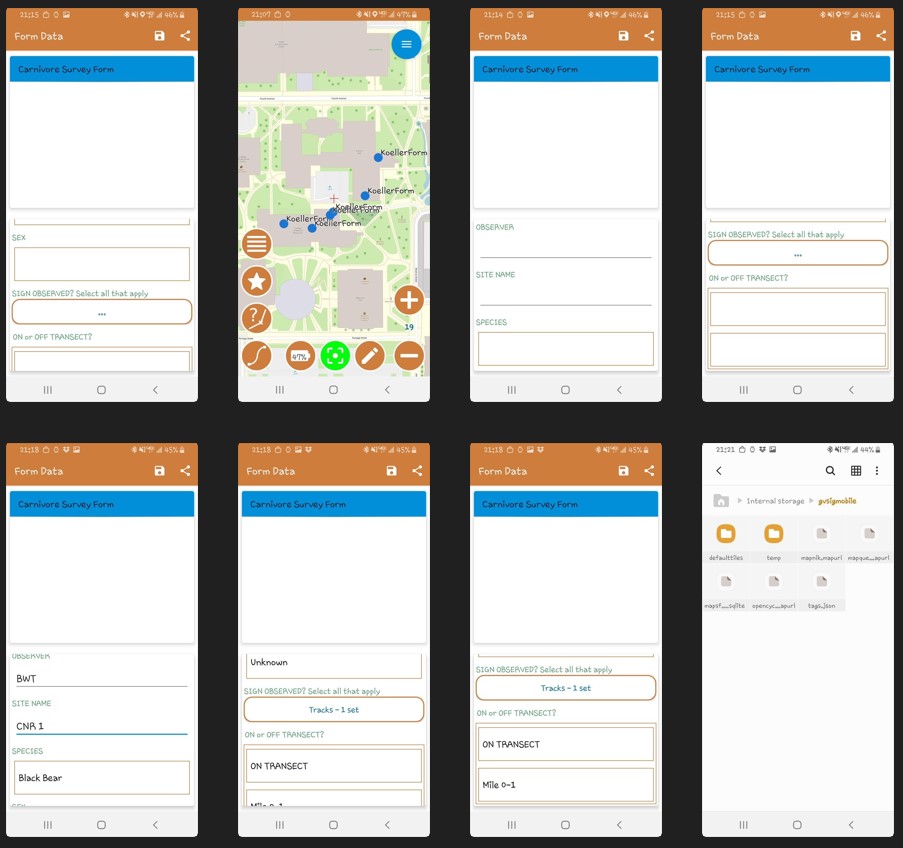 21:13 46%
Form Data
Carnivore Survey Form
SEX
SIGN OBSERVED? Select all that apply
...
ON or OFF TRANSECT?
21:07 47%
KoellerForm
KoellerForm
KoellerForm
KoellerForm
KoellerForm
19
47%
21:14 46%
Form Data
Carnivore Survey Form
OBSERVER
SITE NAME
SPECIES
21:15 46%
Form Data
Carnivore Survey Form
SIGN OBSERVED? Select all that apply
...
ON or OFF TRANSECT?
21:18 45%
Form Data
Carnivore Survey Form
OBSERVER
BWT
SITE NAME
CNR 1
SPECIES
Black Bear
SEX
21:18 45%
Form Data
Carnivore Survey Form
Unknown
SIGN OBSERVED? Select all that apply
Tracks - 1 set
ON or OFF TRANSECT?
ON TRANSECT
Mile 0-1
21:18 45%
Form Data
Carnivore Survey Form
SIGN OBSERVED? Select all that apply
Tracks - 1 set
ON or OFF TRANSECT?
ON TRANSECT
Mile 0-1
21:21 44%
Internal storage gvsigmobile
defaulttiles temp mapnik.mapurl mapque...apurl
mapsf...sqlite opencyc...apurl tags.json